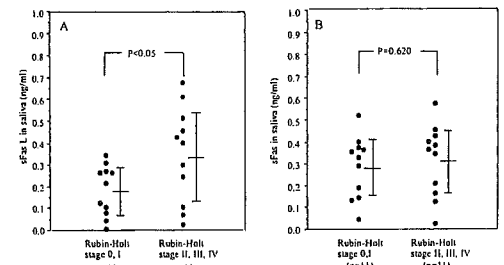 A
B
1.0
0.9
0.8
0.7
0.6
0.5
0.4
0.3
0.2
0.1
0.0
sFas L in saliva (ng/ml)
P<0.05
Rubin-Holt
stage 0, I
Rubin-Holt
stage II, III, IV
1.0
0.9
0.8
0.7
0.6
0.5
0.4
0.3
0.2
0.1
0.0
sFas in saliva (ng/ml)
P=0.620
Rubin-Holt
stage 0,I
Rubin-Holt
stage II, III, IV